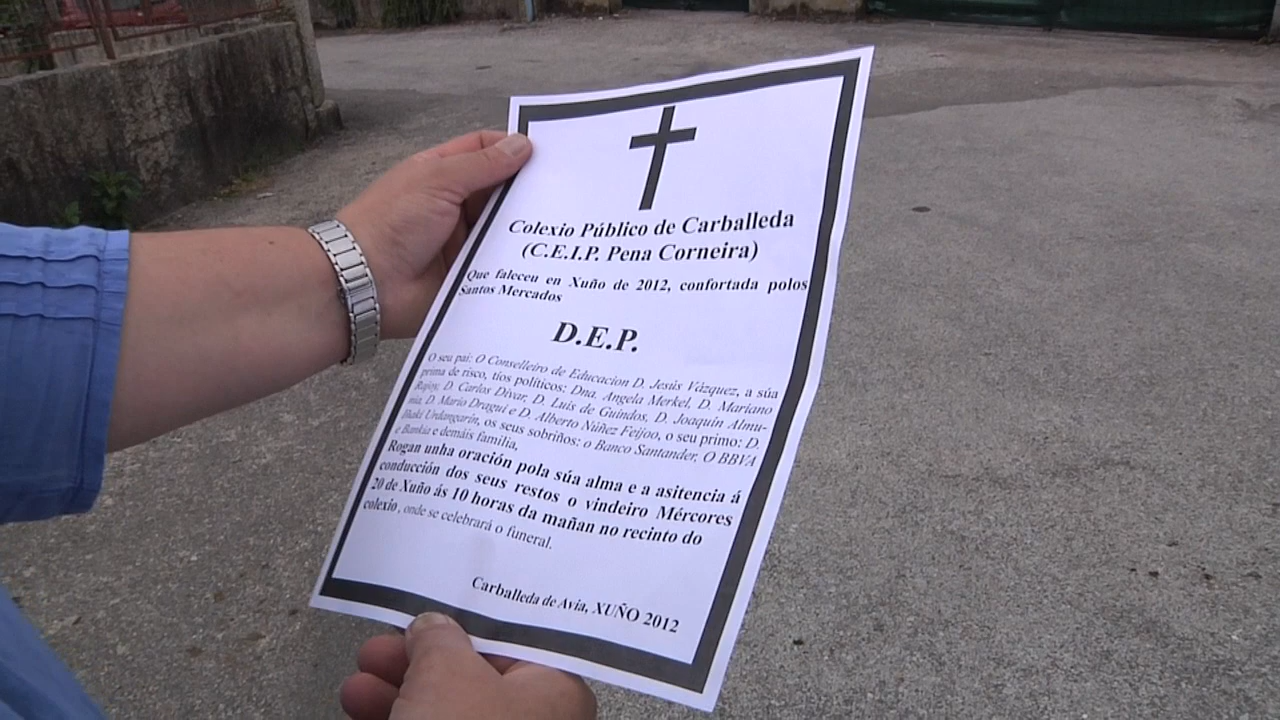 Colexio Público de Carballeda
(C.E.I.P. Pena Corneira)
Que faleceu en Xuño de 2012, confortada polos
Santos Mercados
D.E.P.
O seu pai: O Conselleiro de Educacion D. Jesús Vázquez, a súa
prima de risco, tíos políticos; Dna. Angela Merkel, D. Mariano
Rajoy, D. Carlos Divar, D. Luis de Guindos, D. Joaquín Almu-
nia, D. Mario Dragui e D. Alberto Núñez Feijoo, o seu primo: D.
Iñaki Urdangarín, os seus sobriños; o Banco Santander, O BBVA
e Bankia e demáis familia,
Rogan unha oración pola súa alma e a asitencia á
conducción dos seus restos o vindeiro Mércores
20 de Xuño ás 10 horas da mañan no recinto do
colexio, onde se celebrará o funeral.
Carballeda de Avia, XUÑO 2012